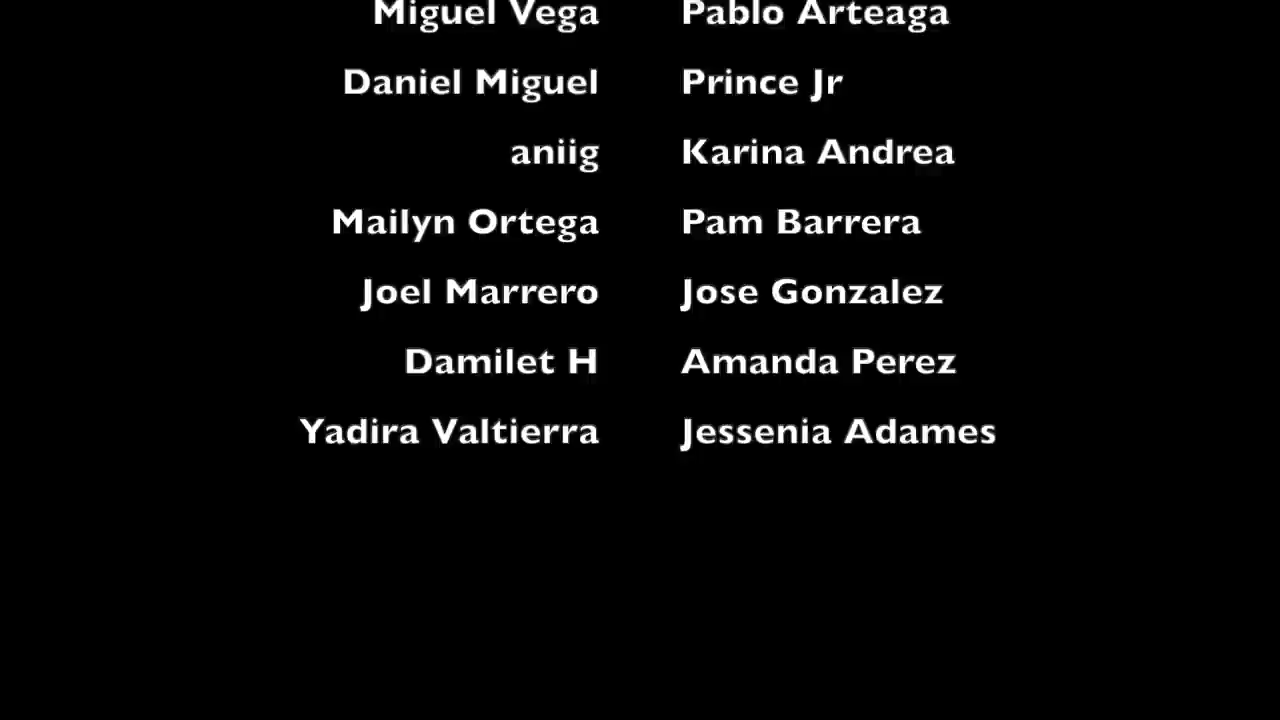 Miguel Vega Pablo Arteaga
Daniel Miguel Prince Jr
aniig Karina Andrea
Mailyn Ortega Pam Barrera
Joel Marrero Jose Gonzalez
Damilet H Amanda Perez
Yadira Valtierra Jessenia Adames